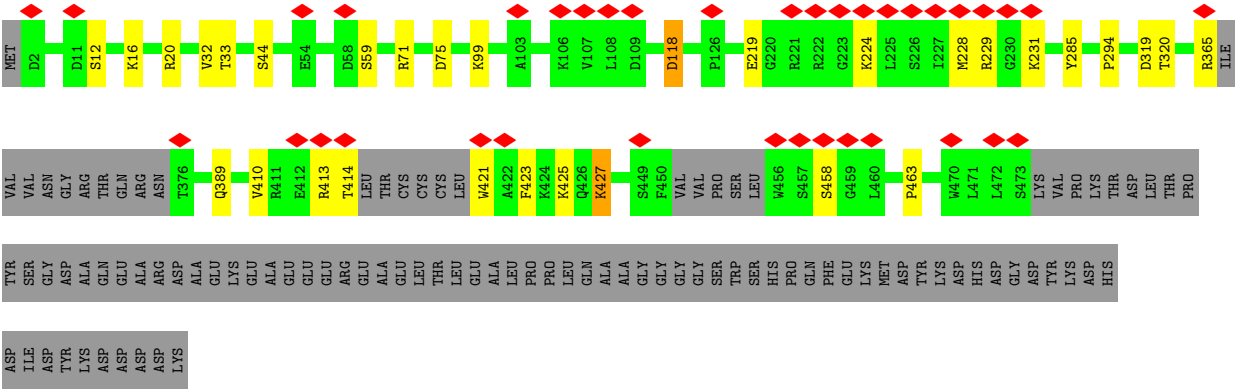 MET D2 D11 S12 K16 R20 V32 T33 S44 E54 D58 S59 R71 D75 K99 A103 K106 V107 L108 D109 D118 P126 E219 G220 R221 R222 G223 K224 L225 S226 I227 M228 R229 G230 K231 Y285 P294 D319 T320 R365 ILE
VAL VAL ASN GLY ARG THR GLN ARG ASN T376 Q389 V410 R411 E412 R413 T414 LEU THR CYS CYS CYS LEU W421 A422 F423 K424 K425 Q426 K427 S449 F450 VAL VAL PRO SER LEU W456 S457 S458 G459 L460 P463 W470 L471 L472 S473 LYS VAL PRO LYS THR ASP LEU THR PRO
TYR SER GLY ASP ALA GLN GLU ALA ARG ASP ALA GLU LYS GLU ALA GLU GLU GLU ARG GLU ALA GLU LEU THR LEU GLU ALA LEU PRO PRO LEU GLN ALA ALA GLY GLY GLY SER TRP SER HIS PRO GLN PHE GLU LYS MET ASP TYR LYS ASP HIS ASP GLY ASP TYR LYS ASP HIS
ASP ILE ASP TYR LYS ASP ASP ASP ASP LYS